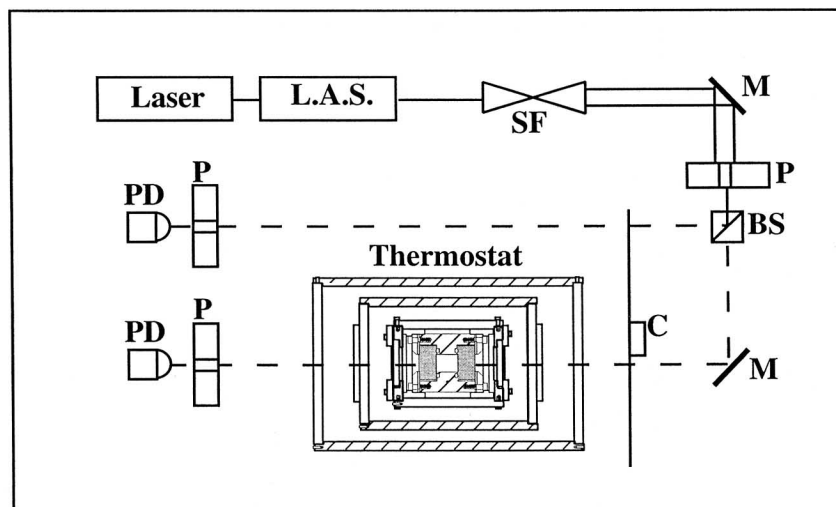 Laser
L.A.S.
SF
M
P
BS
PD
P
Thermostat
PD
P
C
M